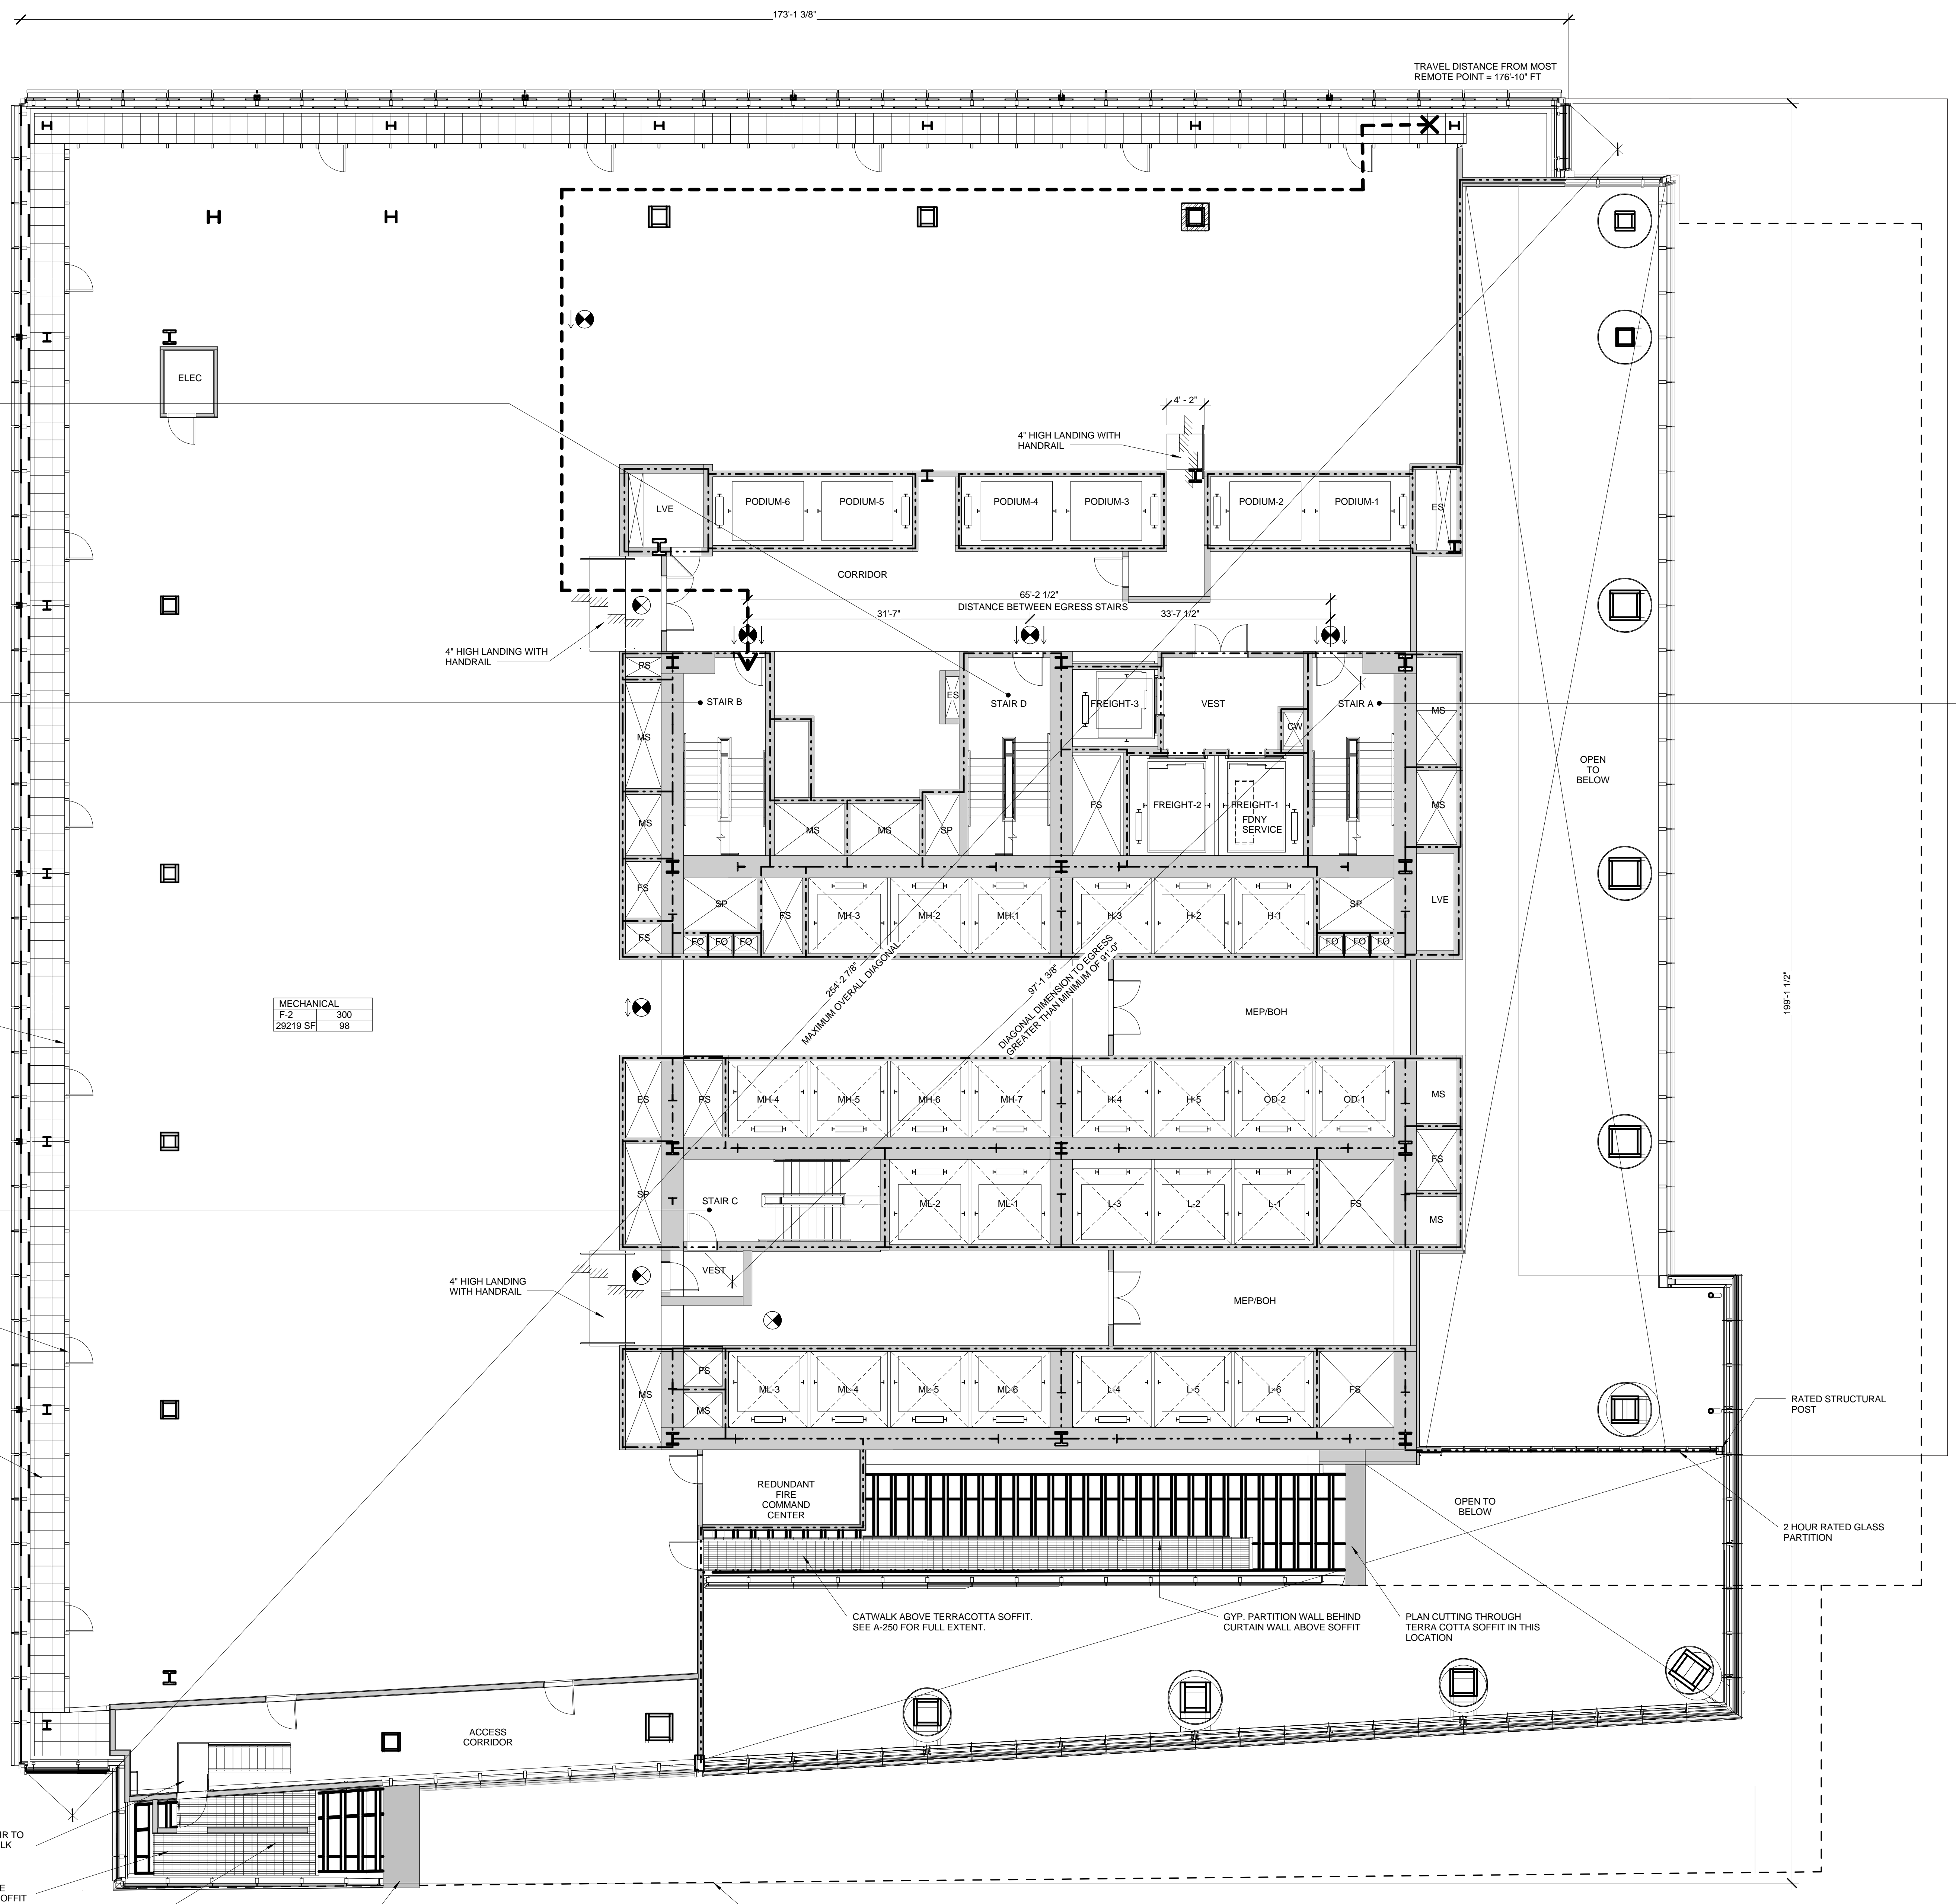 173'-1 3/8"
TRAVEL DISTANCE FROM MOST
REMOTE POINT = 176'-10" FT
ELEC
4' - 2"
4" HIGH LANDING WITH
HANDRAIL
LVE
PODIUM-6
PODIUM-5
PODIUM-4
PODIUM-3
PODIUM-2
PODIUM-1
ES
CORRIDOR
65'-2 1/2"
DISTANCE BETWEEN EGRESS STAIRS
31'-7"
33'-7 1/2"
4" HIGH LANDING WITH
HANDRAIL
PS
STAIR B
ES
STAIR D
FREIGHT-3
VEST
STAIR A
CW
MS
MS
OPEN
TO
BELOW
MS
MS
MS
SP
FS
FREIGHT-2
FREIGHT-1
FDNY
SERVICE
MS
FS
SP
FS
MH-3
MH-2
MH-1
H-3
H-2
H-1
SP
LVE
FS
FO
FO
FO
FO
FO
FO
254'-2 7/8"
MAXIMUM OVERALL DIAGONAL
97'-1 3/8"
DIAGONAL DIMENSION TO EGRESS
GREATER THAN MINIMUM OF 91'-0"
MECHANICAL
F-2 300
29219 SF 98
MEP/BOH
199'-1 1/2"
ES
PS
MH-4
MH-5
MH-6
MH-7
H-4
H-5
OD-2
OD-1
MS
SP
STAIR C
ML-2
ML-1
L-3
L-2
L-1
FS
FS
MS
VEST
4" HIGH LANDING
WITH HANDRAIL
MEP/BOH
MS
FS
MS
ML-3
ML-4
ML-5
ML-6
L-4
L-5
L-6
FS
RATED STRUCTURAL
POST
REDUNDANT
FIRE
COMMAND
CENTER
OPEN TO
BELOW
2 HOUR RATED GLASS
PARTITION
CATWALK ABOVE TERRACOTTA SOFFIT.
SEE A-250 FOR FULL EXTENT.
GYP. PARTITION WALL BEHIND
CURTAIN WALL ABOVE SOFFIT
PLAN CUTTING THROUGH
TERRA COTTA SOFFIT IN THIS
LOCATION
ACCESS
CORRIDOR
IR TO
LK
E
OFFIT